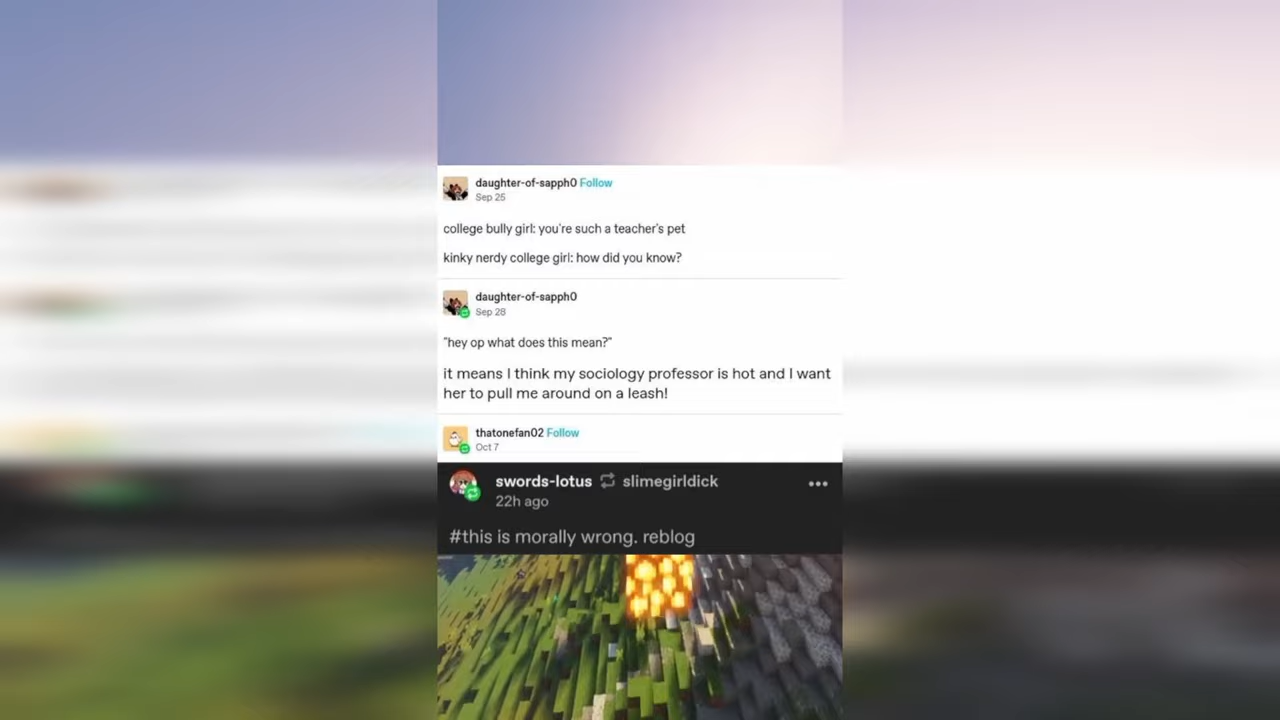 daughter-of-sapph0 Follow
Sep 25
college bully girl: you're such a teacher's pet
kinky nerdy college girl: how did you know?
daughter-of-sapph0
Sep 28
"hey op what does this mean?"
it means I think my sociology professor is hot and I want
her to pull me around on a leash!
thatonefan02 Follow
Oct 7
swords-lotus slimegirldick
22h ago
#this is morally wrong. reblog